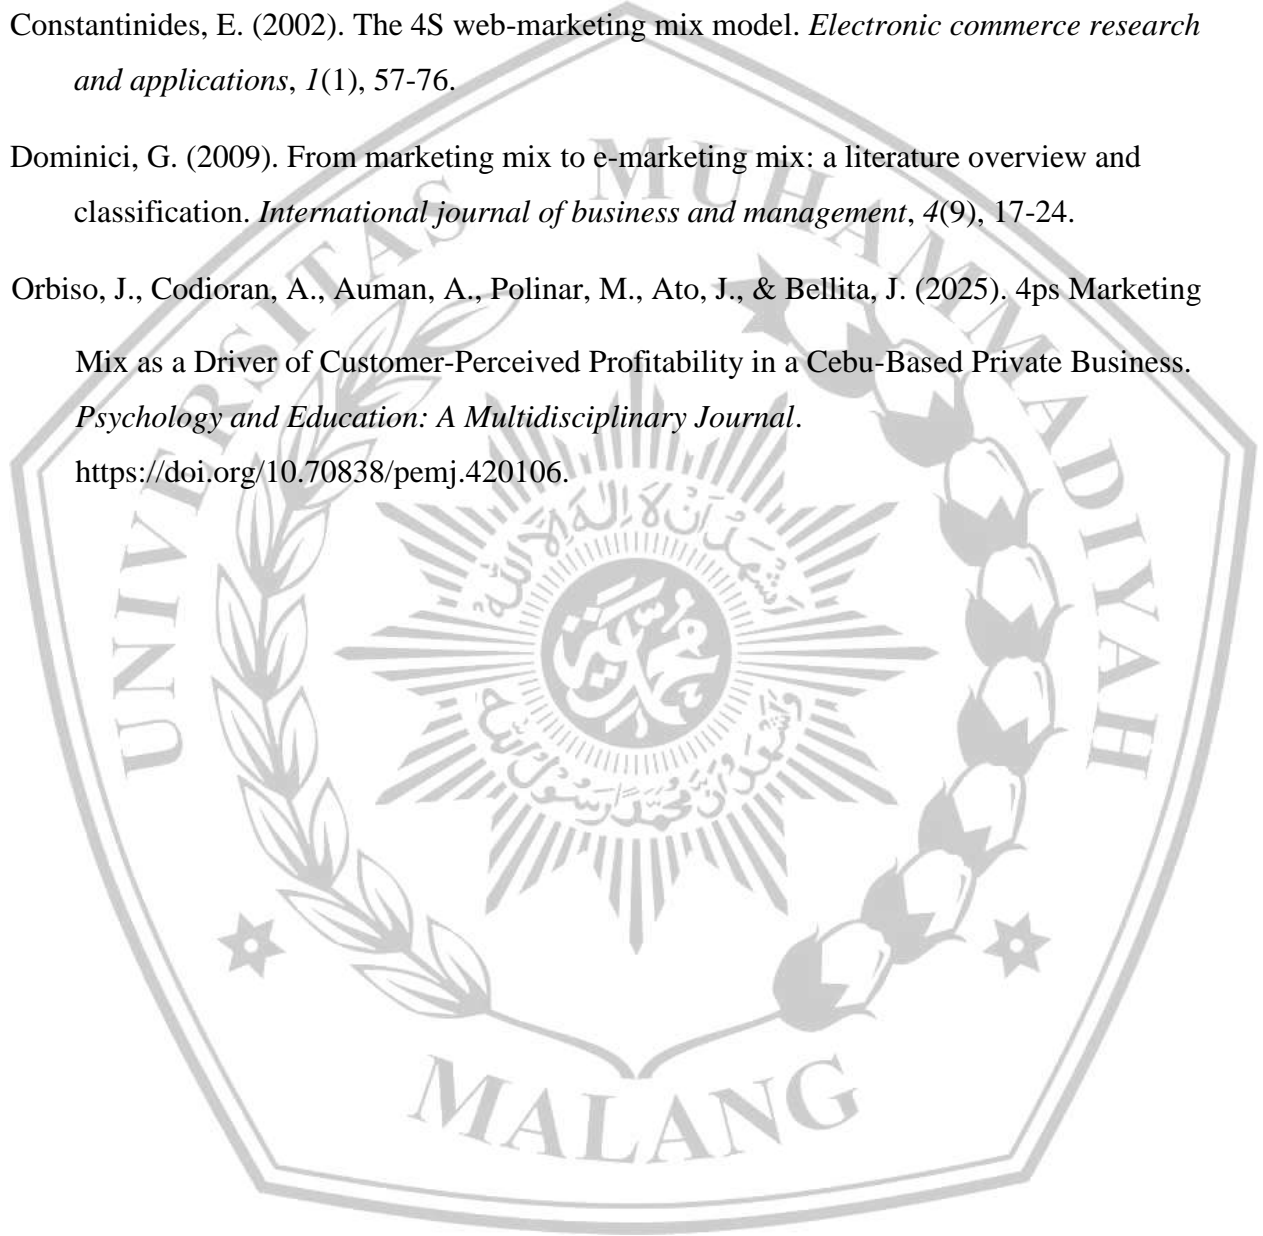 Constantinides, E. (2002). The 4S web-marketing mix model. Electronic commerce research
and applications, 1(1), 57-76.
Dominici, G. (2009). From marketing mix to e-marketing mix: a literature overview and
classification. International journal of business and management, 4(9), 17-24.
Orbiso, J., Codioran, A., Auman, A., Polinar, M., Ato, J., & Bellita, J. (2025). 4ps Marketing
Mix as a Driver of Customer-Perceived Profitability in a Cebu-Based Private Business.
Psychology and Education: A Multidisciplinary Journal.
https://doi.org/10.70838/pemj.420106.
UNIVERSITAS MUHAMMADIYAH
MALANG